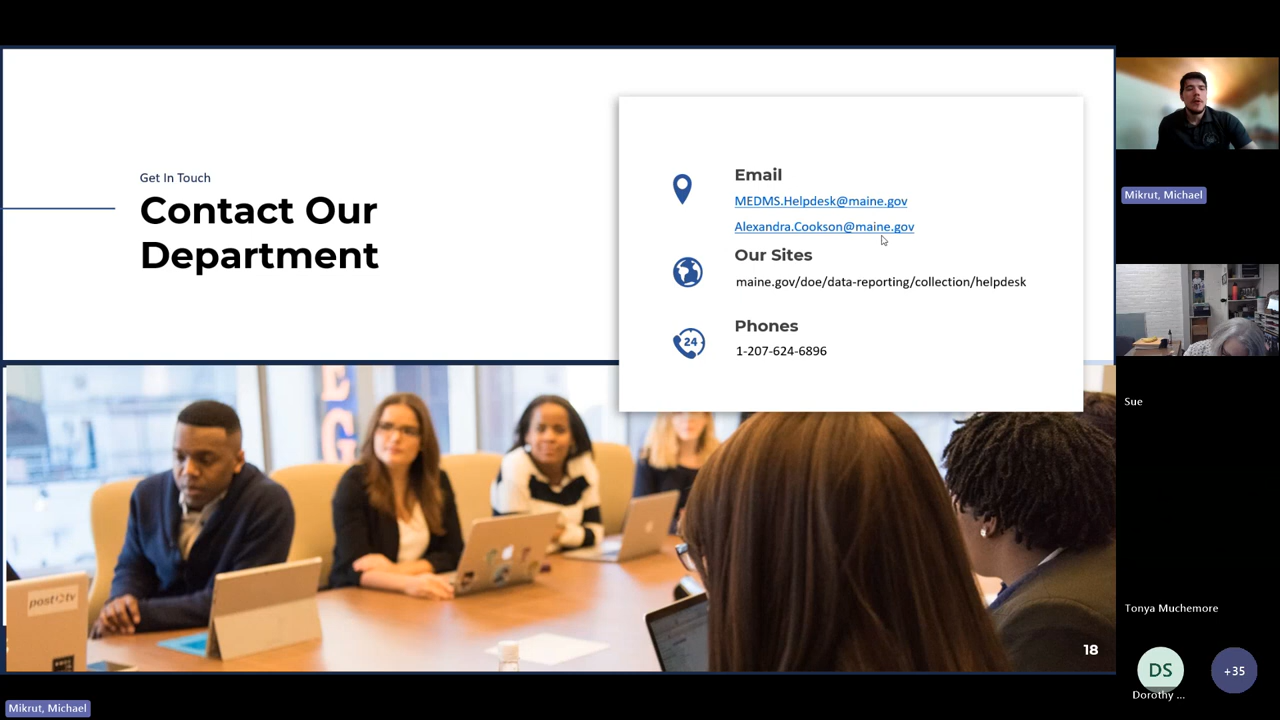 Get In Touch
Contact Our
Department
Email
MEDMS.Helpdesk@maine.gov
Alexandra.Cookson@maine.gov
Our Sites
maine.gov/doe/data-reporting/collection/helpdesk
24
Phones
1-207-624-6896
post tv
18
Mikrut, Michael
Sue
Tonya Muchemore
DS
Dorothy ...
+35
Mikrut, Michael